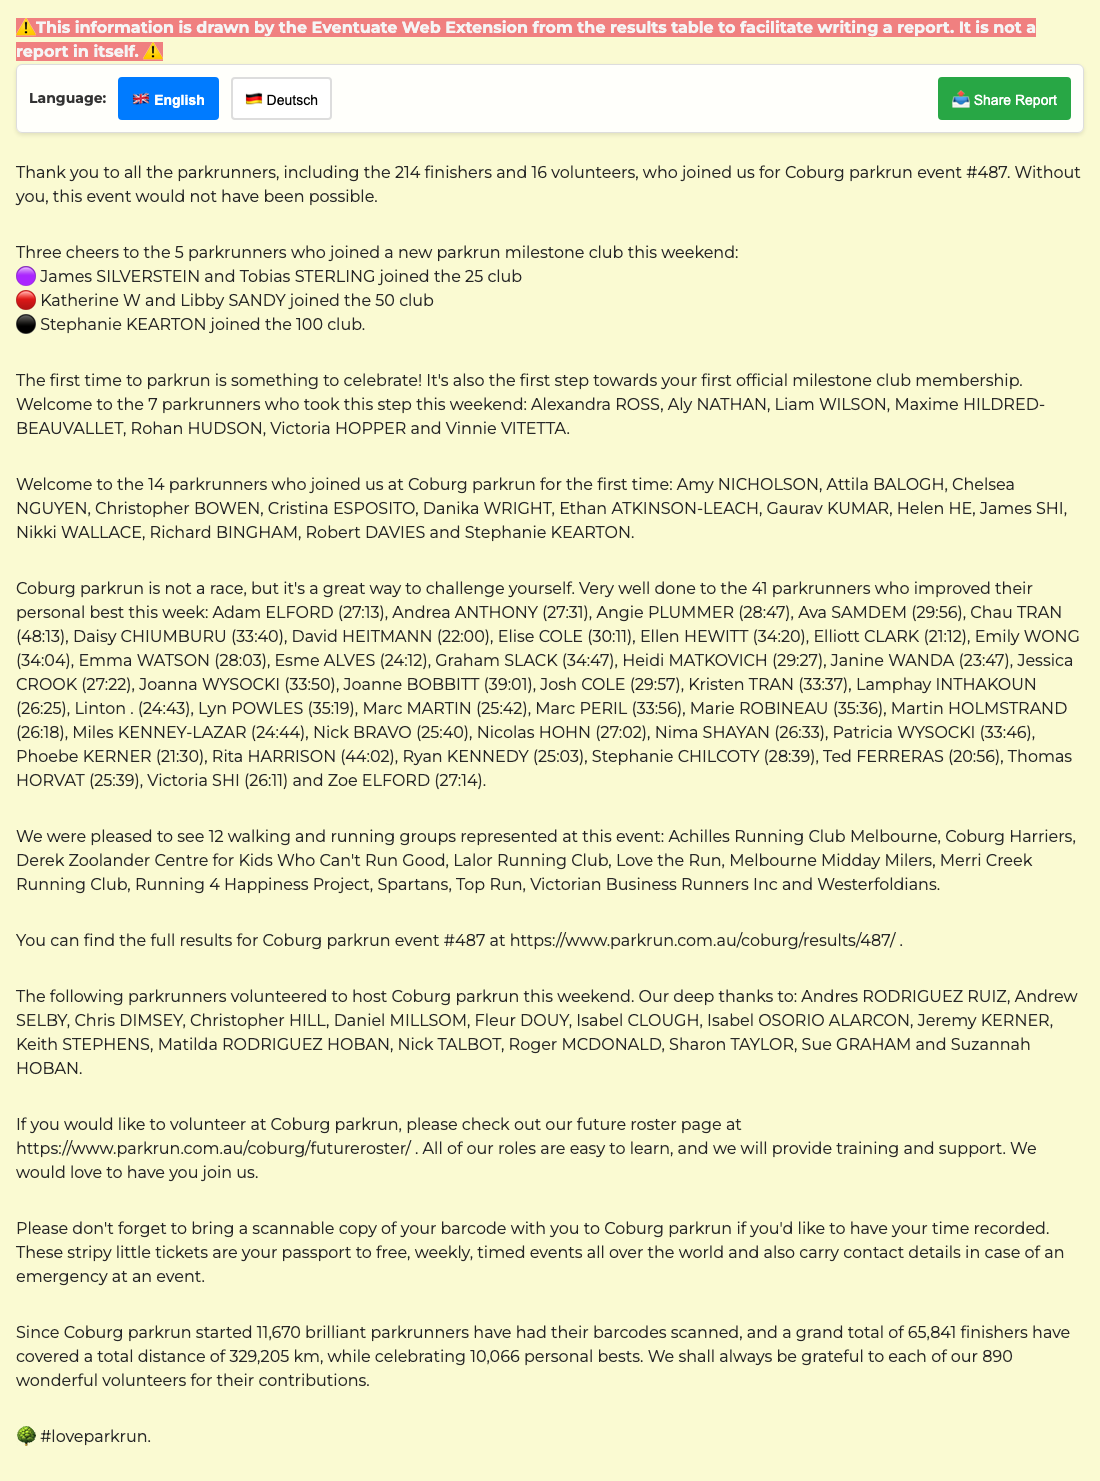 ⚠️This information is drawn by the Eventuate Web Extension from the results table to facilitate writing a report. It is not a
report in itself. ⚠️
Language: 🇬🇧 English 🇩🇪 Deutsch 📤 Share Report
Thank you to all the parkrunners, including the 214 finishers and 16 volunteers, who joined us for Coburg parkrun event #487. Without
you, this event would not have been possible.
Three cheers to the 5 parkrunners who joined a new parkrun milestone club this weekend:
🟣 James SILVERSTEIN and Tobias STERLING joined the 25 club
🔴 Katherine W and Libby SANDY joined the 50 club
⚫ Stephanie KEARTON joined the 100 club.
The first time to parkrun is something to celebrate! It's also the first step towards your first official milestone club membership.
Welcome to the 7 parkrunners who took this step this weekend: Alexandra ROSS, Aly NATHAN, Liam WILSON, Maxime HILDRED-
BEAUVALLET, Rohan HUDSON, Victoria HOPPER and Vinnie VITETTA.
Welcome to the 14 parkrunners who joined us at Coburg parkrun for the first time: Amy NICHOLSON, Attila BALOGH, Chelsea
NGUYEN, Christopher BOWEN, Cristina ESPOSITO, Danika WRIGHT, Ethan ATKINSON-LEACH, Gaurav KUMAR, Helen HE, James SHI,
Nikki WALLACE, Richard BINGHAM, Robert DAVIES and Stephanie KEARTON.
Coburg parkrun is not a race, but it's a great way to challenge yourself. Very well done to the 41 parkrunners who improved their
personal best this week: Adam ELFORD (27:13), Andrea ANTHONY (27:31), Angie PLUMMER (28:47), Ava SAMDEM (29:56), Chau TRAN
(48:13), Daisy CHIUMBURU (33:40), David HEITMANN (22:00), Elise COLE (30:11), Ellen HEWITT (34:20), Elliott CLARK (21:12), Emily WONG
(34:04), Emma WATSON (28:03), Esme ALVES (24:12), Graham SLACK (34:47), Heidi MATKOVICH (29:27), Janine WANDA (23:47), Jessica
CROOK (27:22), Joanna WYSOCKI (33:50), Joanne BOBBITT (39:01), Josh COLE (29:57), Kristen TRAN (33:37), Lamphay INTHAKOUN
(26:25), Linton . (24:43), Lyn POWLES (35:19), Marc MARTIN (25:42), Marc PERIL (33:56), Marie ROBINEAU (35:36), Martin HOLMSTRAND
(26:18), Miles KENNEY-LAZAR (24:44), Nick BRAVO (25:40), Nicolas HOHN (27:02), Nima SHAYAN (26:33), Patricia WYSOCKI (33:46),
Phoebe KERNER (21:30), Rita HARRISON (44:02), Ryan KENNEDY (25:03), Stephanie CHILCOTY (28:39), Ted FERRERAS (20:56), Thomas
HORVAT (25:39), Victoria SHI (26:11) and Zoe ELFORD (27:14).
We were pleased to see 12 walking and running groups represented at this event: Achilles Running Club Melbourne, Coburg Harriers,
Derek Zoolander Centre for Kids Who Can't Run Good, Lalor Running Club, Love the Run, Melbourne Midday Milers, Merri Creek
Running Club, Running 4 Happiness Project, Spartans, Top Run, Victorian Business Runners Inc and Westerfoldians.
You can find the full results for Coburg parkrun event #487 at https://www.parkrun.com.au/coburg/results/487/ .
The following parkrunners volunteered to host Coburg parkrun this weekend. Our deep thanks to: Andres RODRIGUEZ RUIZ, Andrew
SELBY, Chris DIMSEY, Christopher HILL, Daniel MILLSOM, Fleur DOUY, Isabel CLOUGH, Isabel OSORIO ALARCON, Jeremy KERNER,
Keith STEPHENS, Matilda RODRIGUEZ HOBAN, Nick TALBOT, Roger MCDONALD, Sharon TAYLOR, Sue GRAHAM and Suzannah
HOBAN.
If you would like to volunteer at Coburg parkrun, please check out our future roster page at
https://www.parkrun.com.au/coburg/futureroster/ . All of our roles are easy to learn, and we will provide training and support. We
would love to have you join us.
Please don't forget to bring a scannable copy of your barcode with you to Coburg parkrun if you'd like to have your time recorded.
These stripy little tickets are your passport to free, weekly, timed events all over the world and also carry contact details in case of an
emergency at an event.
Since Coburg parkrun started 11,670 brilliant parkrunners have had their barcodes scanned, and a grand total of 65,841 finishers have
covered a total distance of 329,205 km, while celebrating 10,066 personal bests. We shall always be grateful to each of our 890
wonderful volunteers for their contributions.
🌳 #loveparkrun.